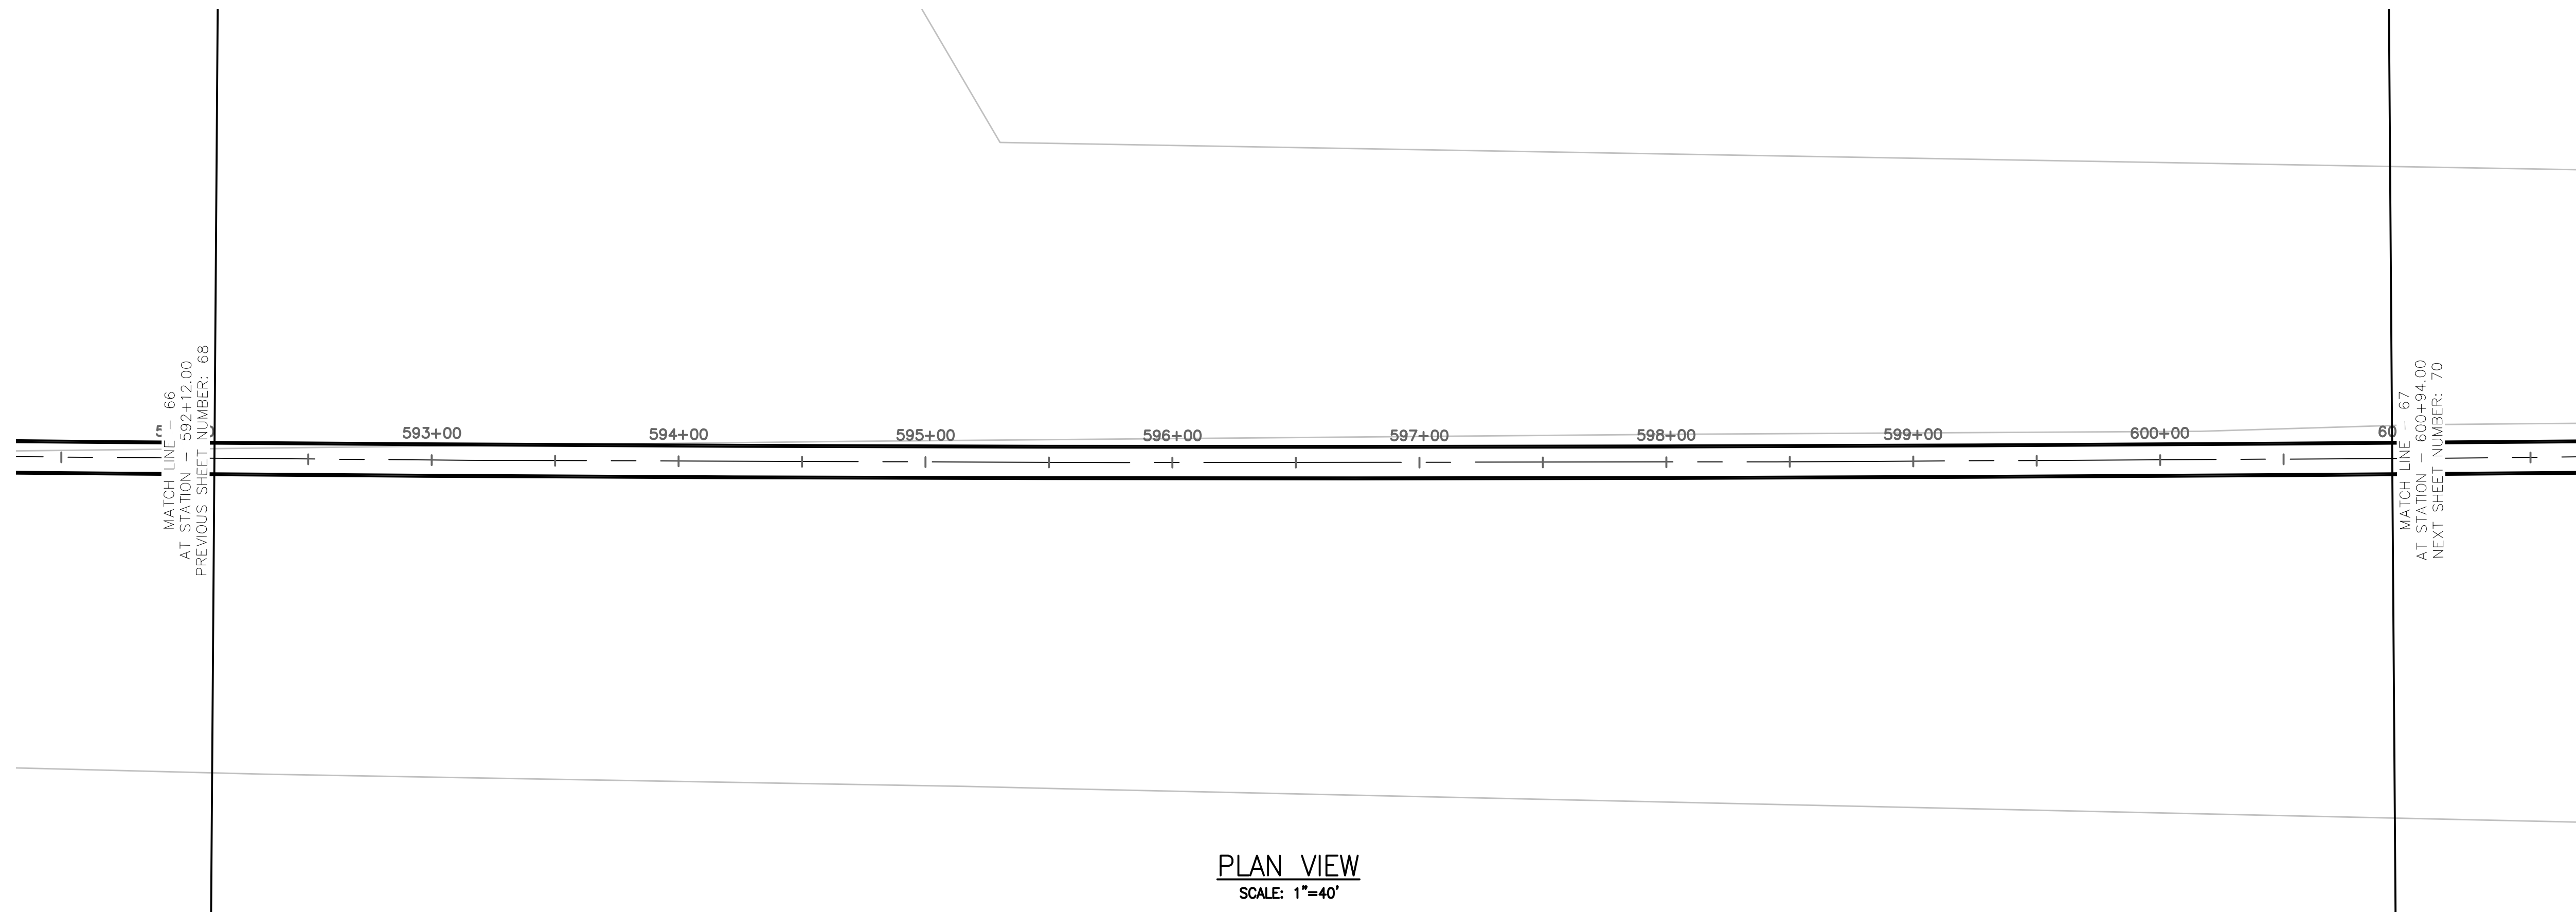 MATCH LINE - 66
AT STATION - 592+12.00
PREVIOUS SHEET NUMBER: 68
593+00
594+00
595+00
596+00
597+00
598+00
599+00
600+00
60
MATCH LINE - 67
AT STATION - 600+94.00
NEXT SHEET NUMBER: 70
PLAN VIEW
SCALE: 1"=40'